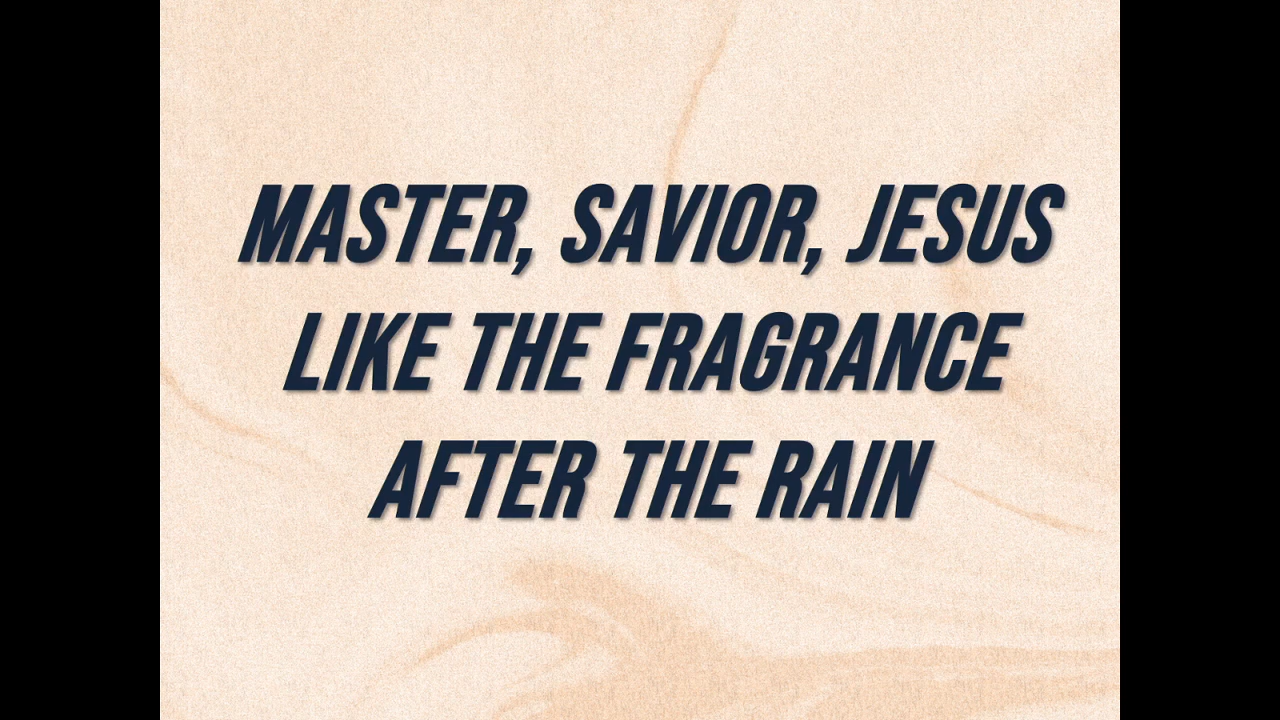 MASTER, SAVIOR, JESUS
LIKE THE FRAGRANCE
AFTER THE RAIN